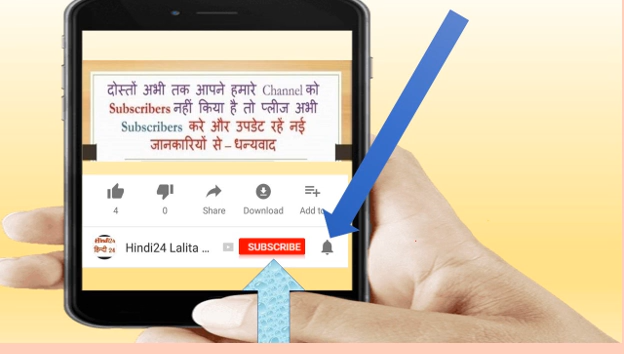 दोस्तों अभी तक आपने हमारे Channel को
Subscribers नहीं किया है तो प्लीज अभी
Subscribers करे और उपडेट रहें नई
जानकारियों से – धन्यवाद
4 0 Share Download Add to
हिन्दी 24 Hindi24 Lalita ... SUBSCRIBE